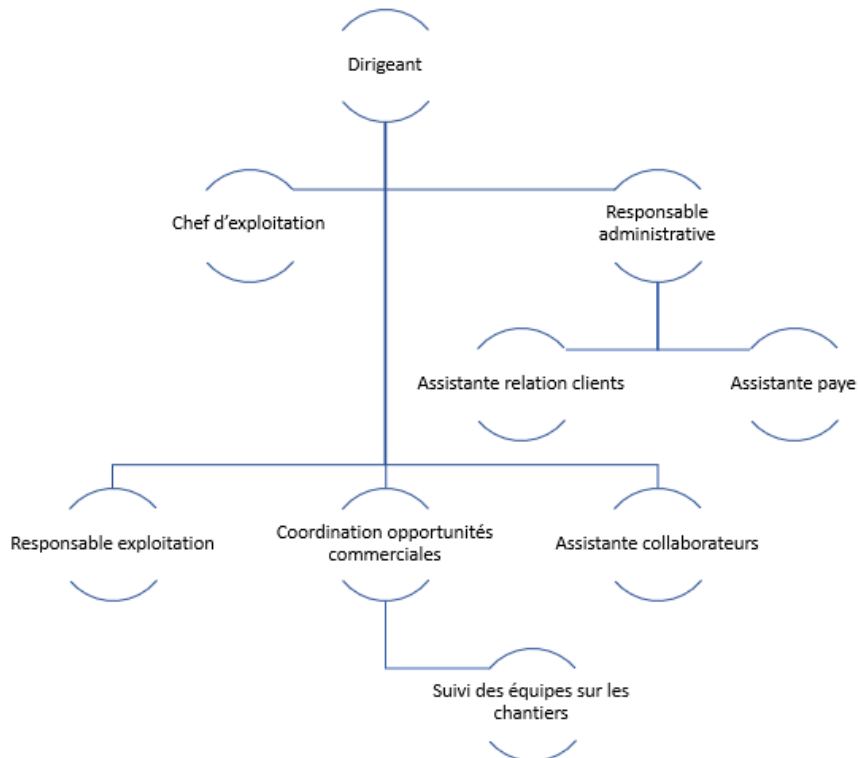 Dirigeant
Chef d'exploitation
Responsable
administrative
Assistante relation clients
Assistante paye
Responsable exploitation
Coordination opportunités
commerciales
Assistante collaborateurs
Suivi des équipes sur les
chantiers